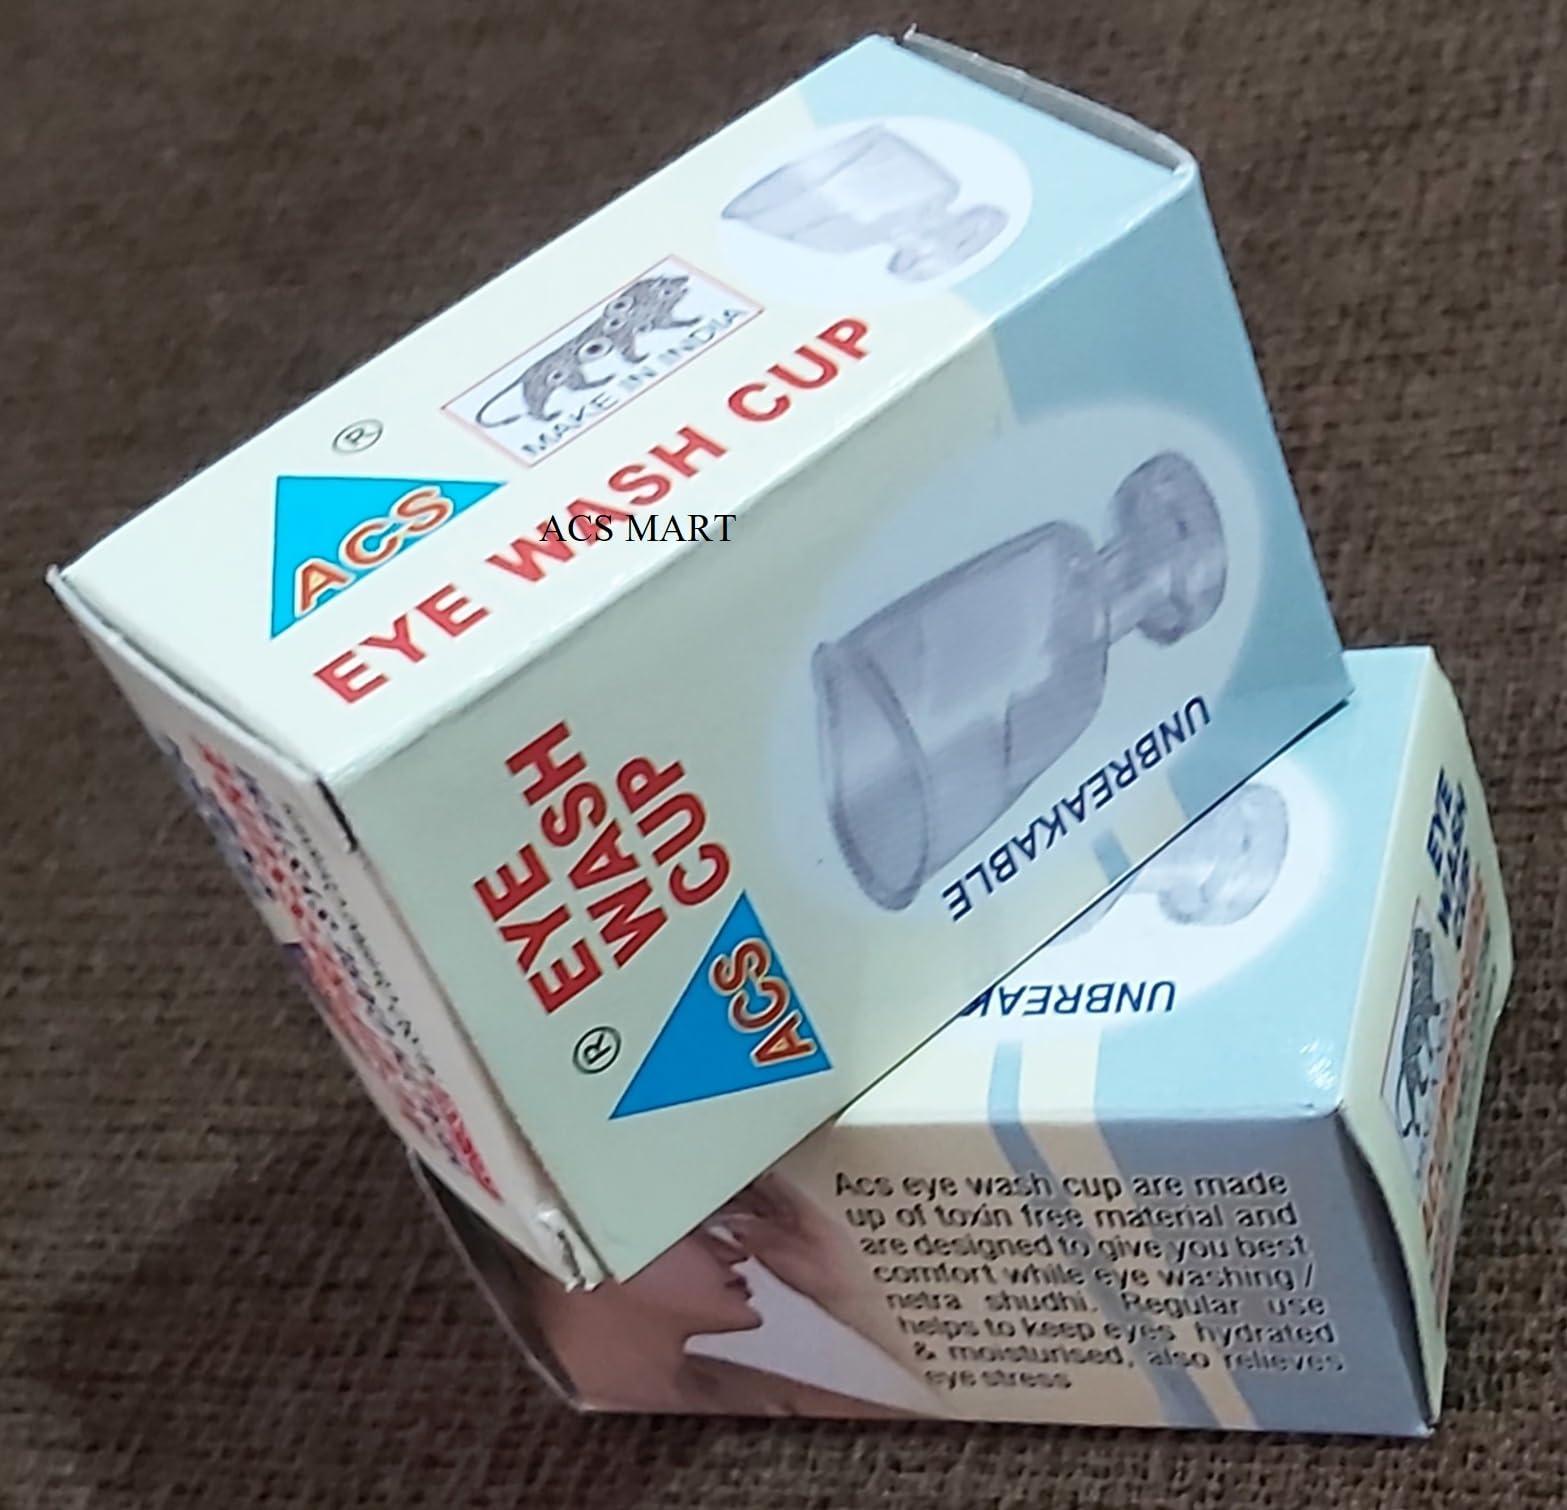 ®
ACS
MAKE IN INDIA
EYE WASH CUP
ACS MART
EYE
WASH
CUP
®
ACS
UNBREAKABLE
UNBREAK
EYE
Acs eye wash cup are made
up of toxin free material and
are designed to give you best
comfort while eye washing /
netra shudhi. Regular use
helps to keep eyes hydrated
& moisturised, also relieves
eye stress